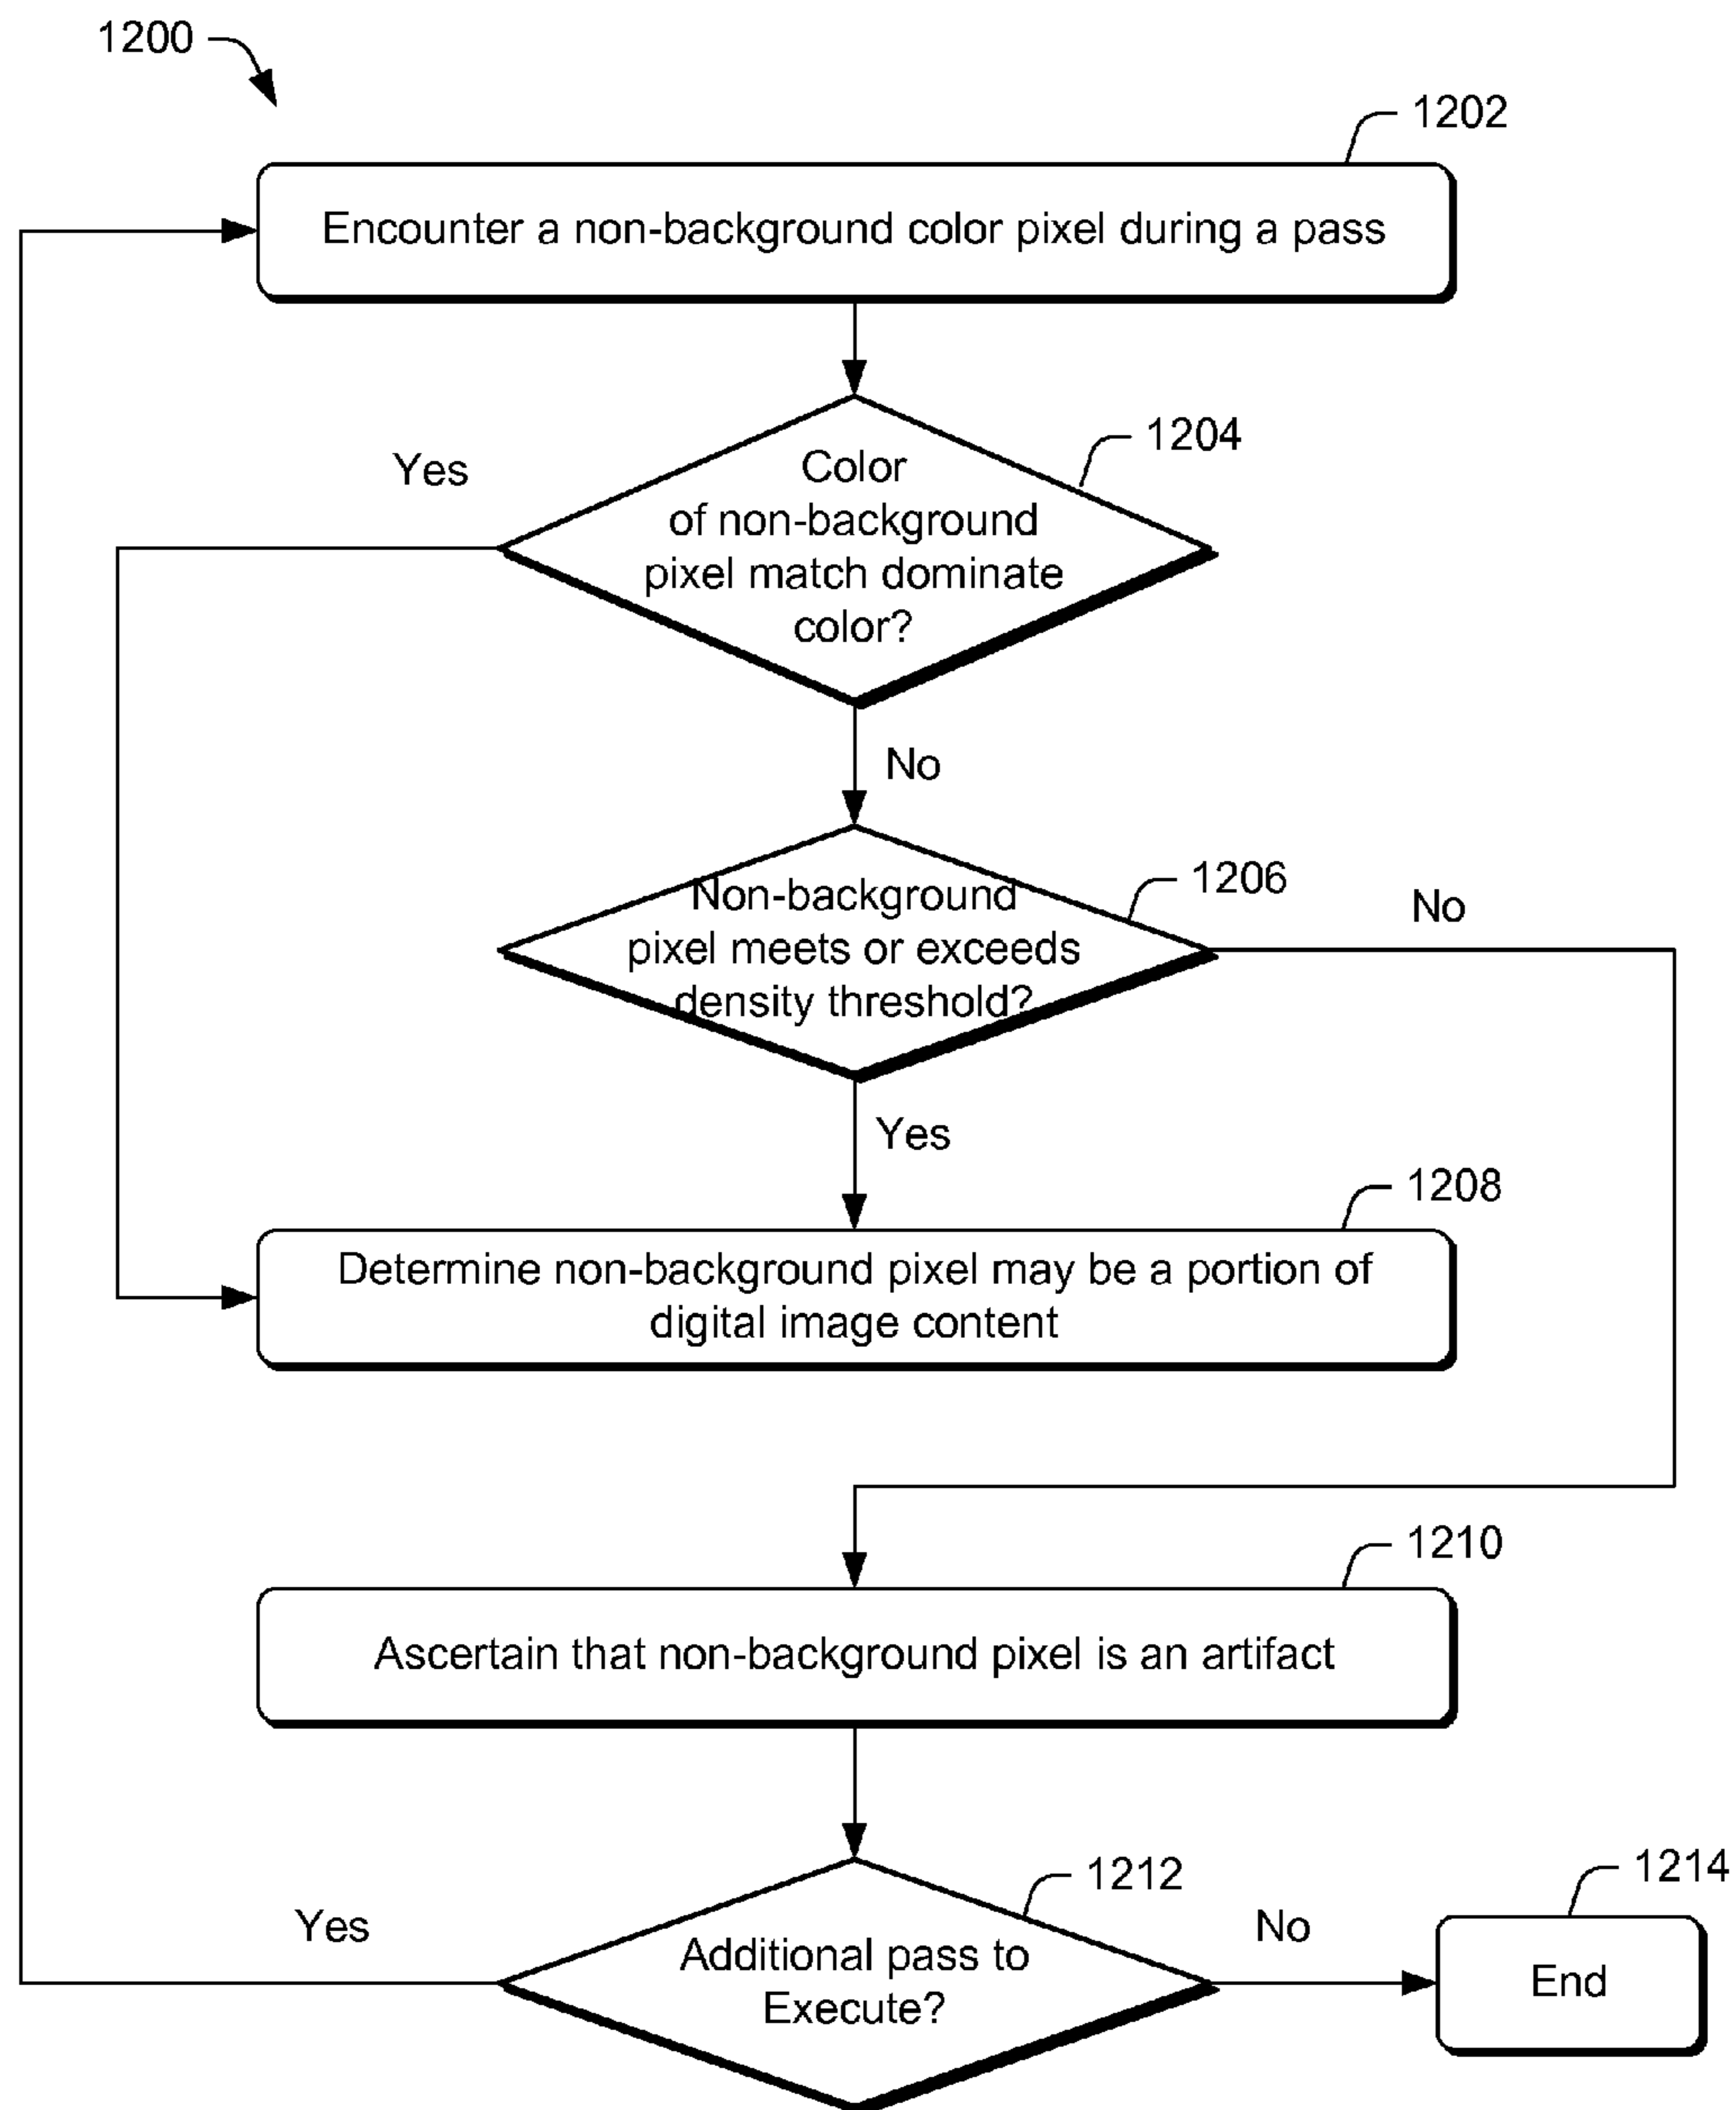 1200
1202
Encounter a non-background color pixel during a pass
1204
Yes
Color
of non-background
pixel match dominate
color?
No
1206
No
Non-background
pixel meets or exceeds
density threshold?
Yes
1208
Determine non-background pixel may be a portion of
digital image content
1210
Ascertain that non-background pixel is an artifact
1212
1214
Yes
No
Additional pass to
Execute?
End